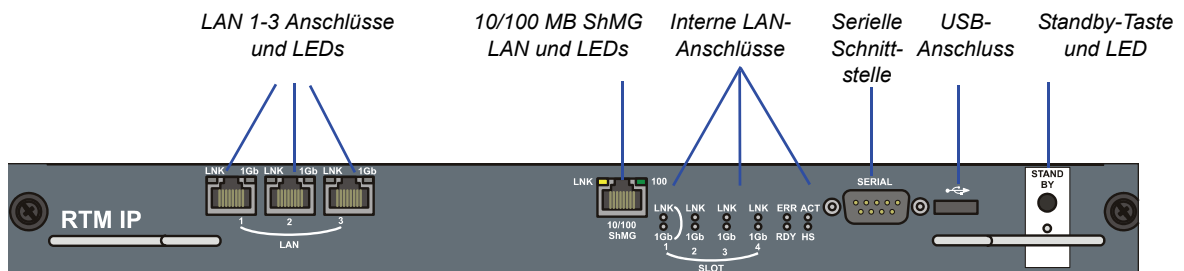 LAN 1-3 Anschlüsse
und LEDs
10/100 MB ShMG
LAN und LEDs
Interne LAN-
Anschlüsse
Serielle
Schnitt-
stelle
USB-
Anschluss
Standby-Taste
und LED
RTM IP
LNK 1Gb LNK 1Gb LNK 1Gb
1 2 3
LAN
LNK 100
10/100
ShMG
LNK LNK LNK LNK ERR ACT
1Gb 1Gb 1Gb 1Gb RDY HS
1 2 3 4
SLOT
SERIAL
STAND
BY